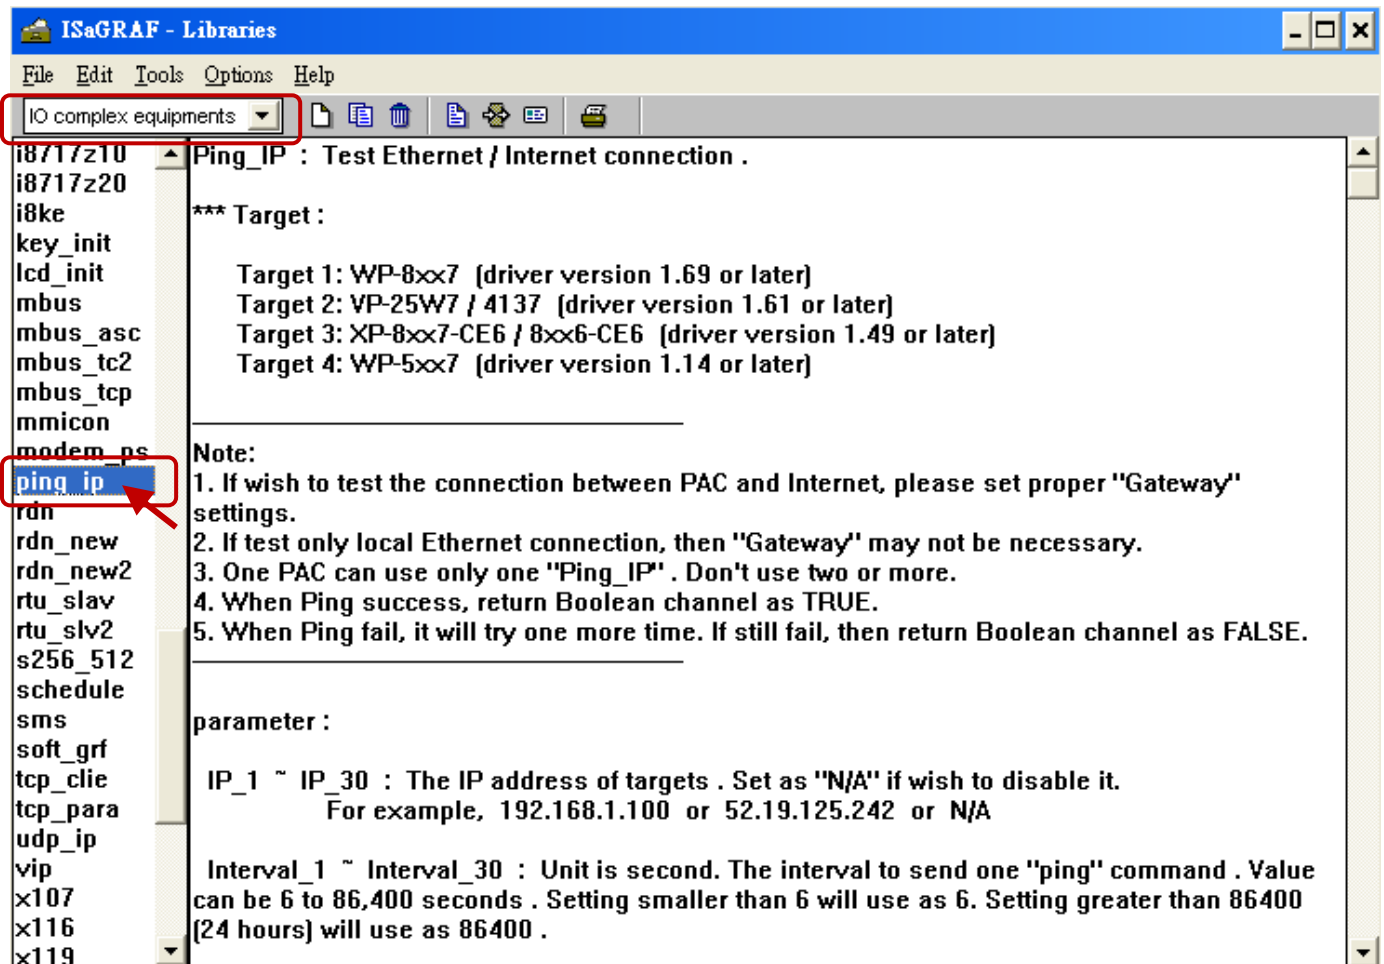 ISaGRAF - Libraries
File Edit Tools Options Help
IO complex equipments
i8717z10
i8717z20
i8ke
key_init
lcd_init
mbus
mbus_asc
mbus_tc2
mbus_tcp
mmicon
modem_ps
ping_ip
rdn
rdn_new
rdn_new2
rtu_slav
rtu_slv2
s256_512
schedule
sms
soft_grf
tcp_clie
tcp_para
udp_ip
vip
x107
x116
x119
Ping_IP : Test Ethernet / Internet connection .
*** Target :
Target 1: WP-8xx7 (driver version 1.69 or later)
Target 2: VP-25W7 / 4137 (driver version 1.61 or later)
Target 3: XP-8xx7-CE6 / 8xx6-CE6 (driver version 1.49 or later)
Target 4: WP-5xx7 (driver version 1.14 or later)
Note:
1. If wish to test the connection between PAC and Internet, please set proper "Gateway"
settings.
2. If test only local Ethernet connection, then "Gateway" may not be necessary.
3. One PAC can use only one "Ping_IP" . Don't use two or more.
4. When Ping success, return Boolean channel as TRUE.
5. When Ping fail, it will try one more time. If still fail, then return Boolean channel as FALSE.
parameter :
IP_1 ~ IP_30 : The IP address of targets . Set as "N/A" if wish to disable it.
For example, 192.168.1.100 or 52.19.125.242 or N/A
Interval_1 ~ Interval_30 : Unit is second. The interval to send one "ping" command . Value
can be 6 to 86,400 seconds . Setting smaller than 6 will use as 6. Setting greater than 86400
(24 hours) will use as 86400 .